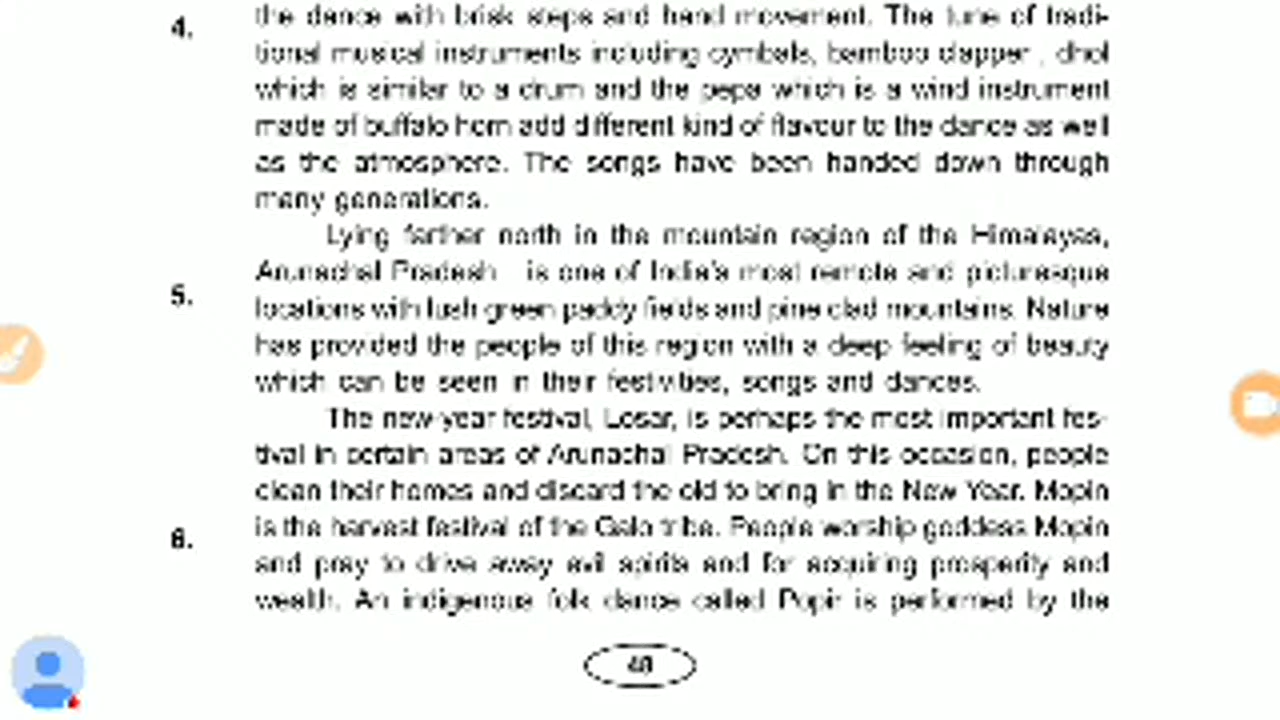 4.
the dance with brisk steps and hand movement. The tune of tradi-
tional musical instruments including cymbals, bamboo clapper , dhol
which is similar to a drum and the pepa which is a wind instrument
made of buffalo horn add different kind of flavour to the dance as well
as the atmosphere. The songs have been handed down through
many generations.
Lying farther north in the mountain region of the Himalayas,
Arunachal Pradesh is one of India's most remote and picturesque
5.
locations with lush green paddy fields and pine clad mountains. Nature
has provided the people of this region with a deep feeling of beauty
which can be seen in their festivities, songs and dances.
The new-year festival, Losar, is perhaps the most important fes-
tival in certain areas of Arunachal Pradesh. On this occasion, people
clean their homes and discard the old to bring in the New Year. Mopin
6.
is the harvest festival of the Galo tribe. People worship goddess Mopin
and pray to drive away evil spirits and for acquiring prosperity and
wealth. An indigenous folk dance called Popir is performed by the